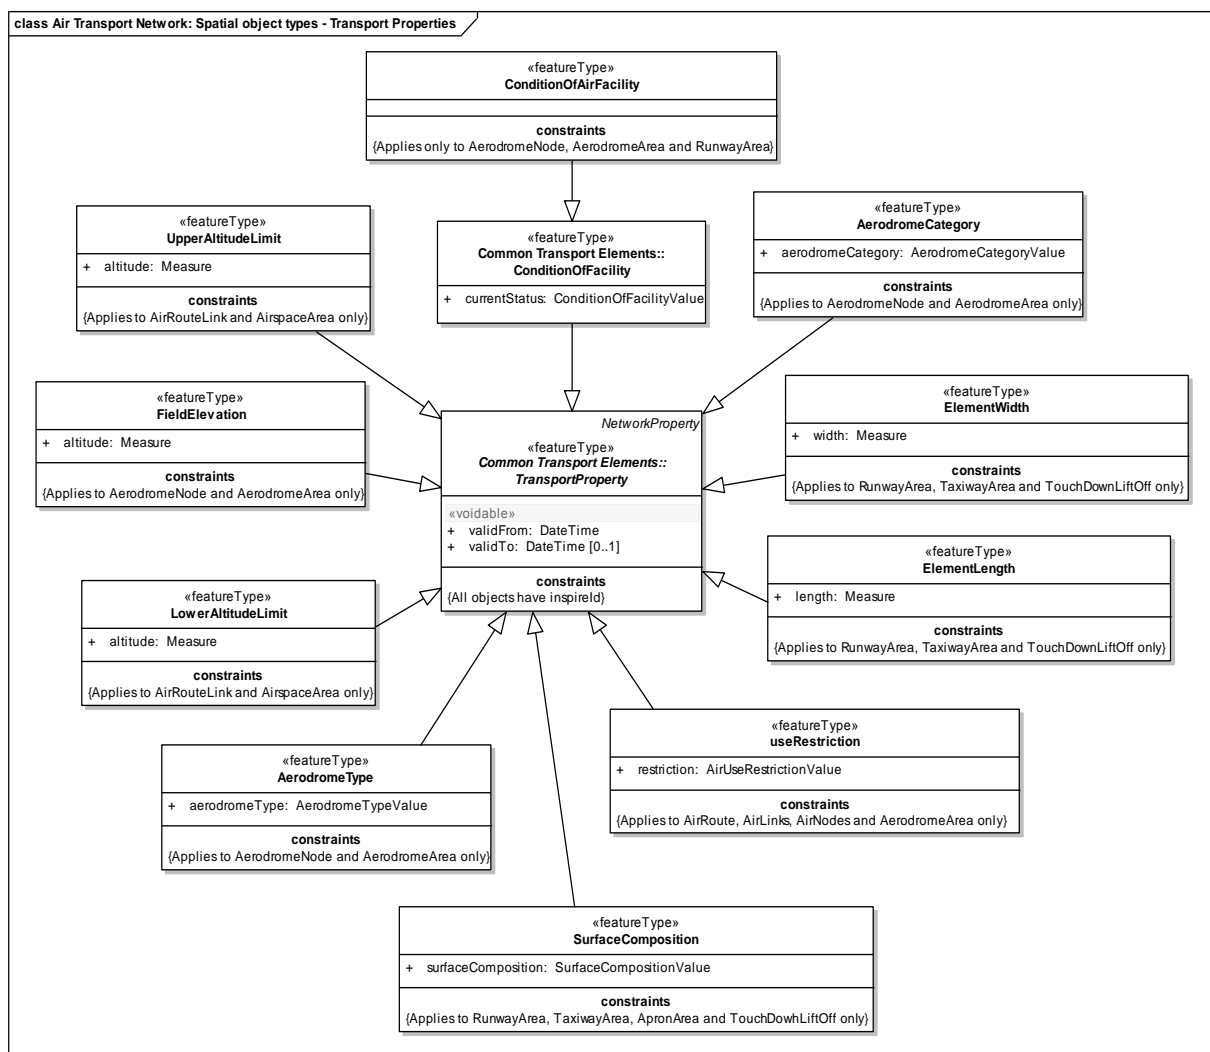 class Air Transport Network: Spatial object types - Transport Properties
«featureType»
ConditionOfAirFacility
constraints
{Applies only to AerodromeNode, AerodromeArea and RunwayArea}
«featureType»
UpperAltitudeLimit
+ altitude: Measure
constraints
{Applies to AirRouteLink and AirspaceArea only}
«featureType»
Common Transport Elements::
ConditionOfFacility
+ currentStatus: ConditionOfFacilityValue
«featureType»
AerodromeCategory
+ aerodromeCategory: AerodromeCategoryValue
constraints
{Applies to AerodromeNode and AerodromeArea only}
«featureType»
FieldElevation
+ altitude: Measure
constraints
{Applies to AerodromeNode and AerodromeArea only}
NetworkProperty
«featureType»
Common Transport Elements::
TransportProperty
«voidable»
+ validFrom: DateTime
+ validTo: DateTime [0..1]
constraints
{All objects have inspireId}
«featureType»
ElementWidth
+ width: Measure
constraints
{Applies to RunwayArea, TaxiwayArea and TouchDownLiftOff only}
«featureType»
ElementLength
+ length: Measure
constraints
{Applies to RunwayArea, TaxiwayArea and TouchDownLiftOff only}
«featureType»
LowerAltitudeLimit
+ altitude: Measure
constraints
{Applies to AirRouteLink and AirspaceArea only}
«featureType»
useRestriction
+ restriction: AirUseRestrictionValue
constraints
{Applies to AirRoute, AirLinks, AirNodes and AerodromeArea only}
«featureType»
AerodromeType
+ aerodromeType: AerodromeTypeValue
constraints
{Applies to AerodromeNode and AerodromeArea only}
«featureType»
SurfaceComposition
+ surfaceComposition: SurfaceCompositionValue
constraints
{Applies to RunwayArea, TaxiwayArea, ApronArea and TouchDowhLiftOff only}